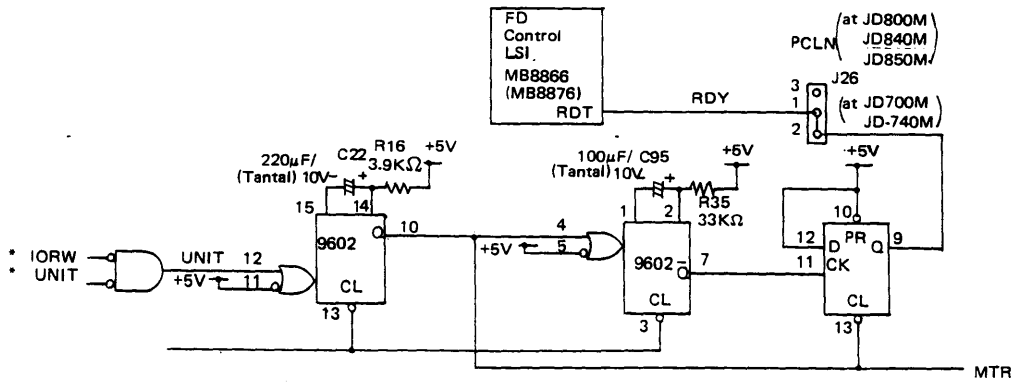 FD
Control
LSI
MB8866
(MB8876)
RDT
RDY
PCLN
(at JD800M
JD840M
JD850M)
J26
3
1
2
(at JD700M
JD-740M)
220µF/
(Tantal) 10V-
C22
+
R16
3.9KΩ
+5V
15
14
9602
Q
10
CL
13
* IORW
* UNIT
UNIT
12
+5V
11
100µF/ C95
(Tantal) 10V-
+
+5V
R35
33KΩ
1
2
4
+5V
5
9602
Q
7
CL
3
+5V
10
12
D
PR
Q
9
11
CK
CL
13
MTR